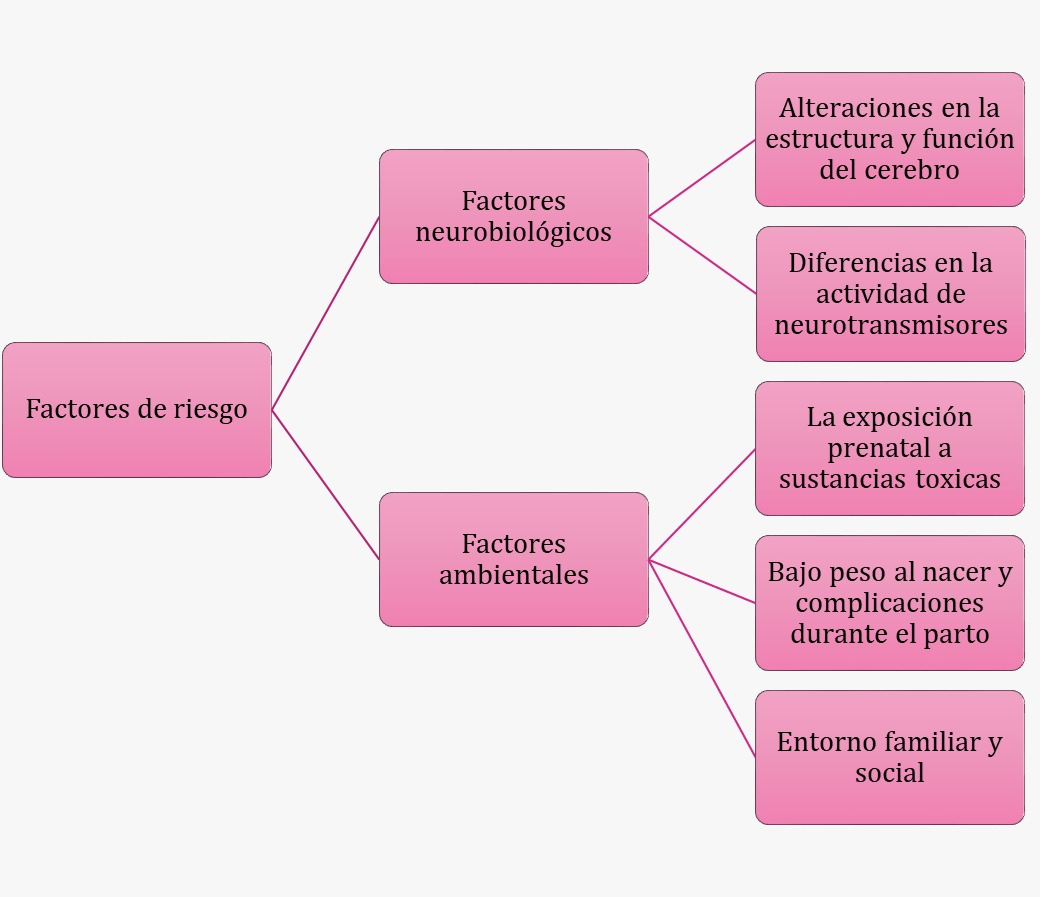 Factores de riesgo
Factores
neurobiológicos
Alteraciones en la
estructura y función
del cerebro
Diferencias en la
actividad de
neurotransmisores
Factores
ambientales
La exposición
prenatal a
sustancias toxicas
Bajo peso al nacer y
complicaciones
durante el parto
Entorno familiar y
social